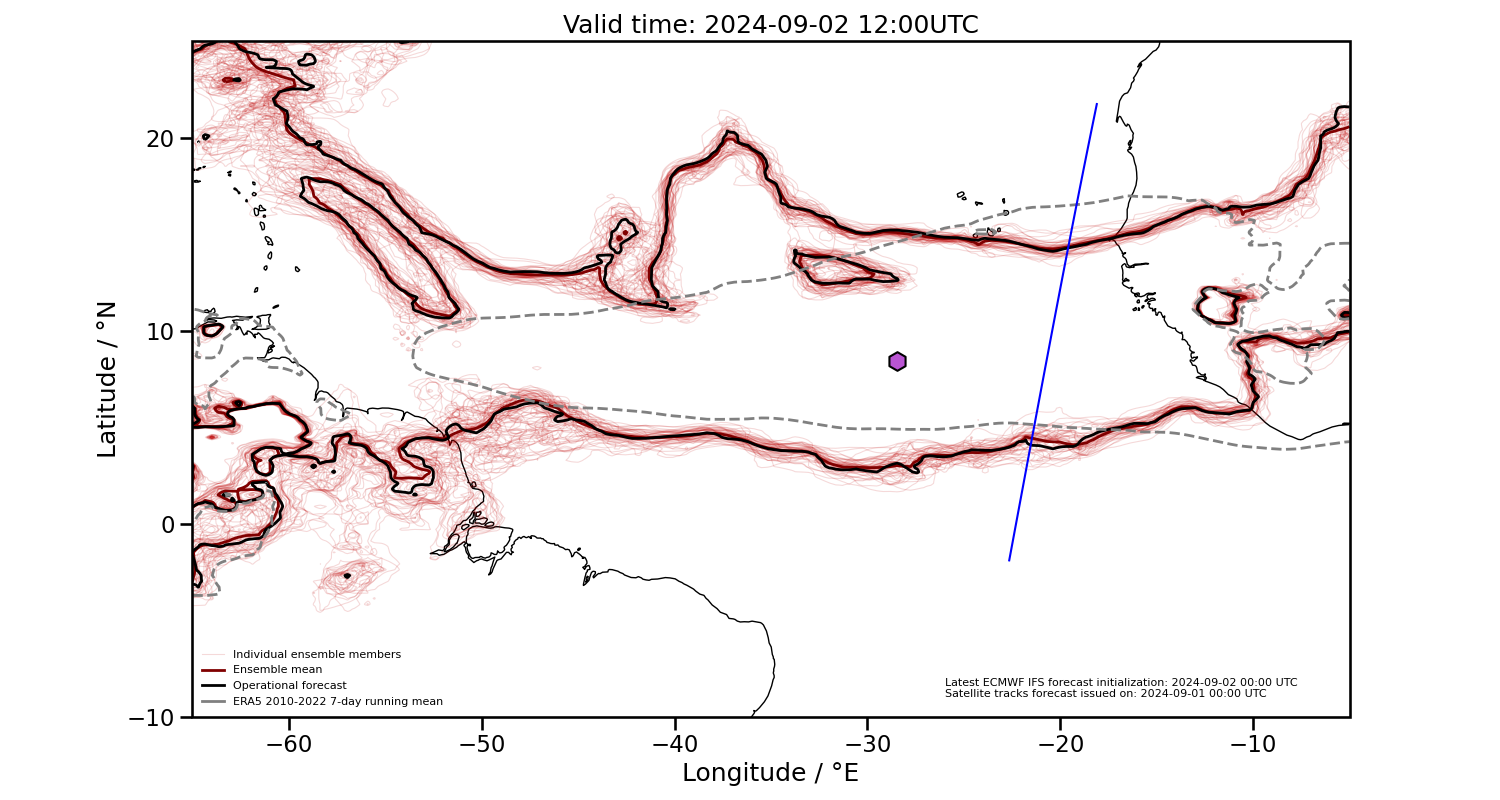 Valid time: 2024-09-02 12:00UTC
Latitude / °N
20
10
0
−10
Individual ensemble members
Ensemble mean
Operational forecast
ERA5 2010-2022 7-day running mean
Latest ECMWF IFS forecast initialization: 2024-09-02 00:00 UTC
Satellite tracks forecast issued on: 2024-09-01 00:00 UTC
−60 −50 −40 −30 −20 −10
Longitude / °E